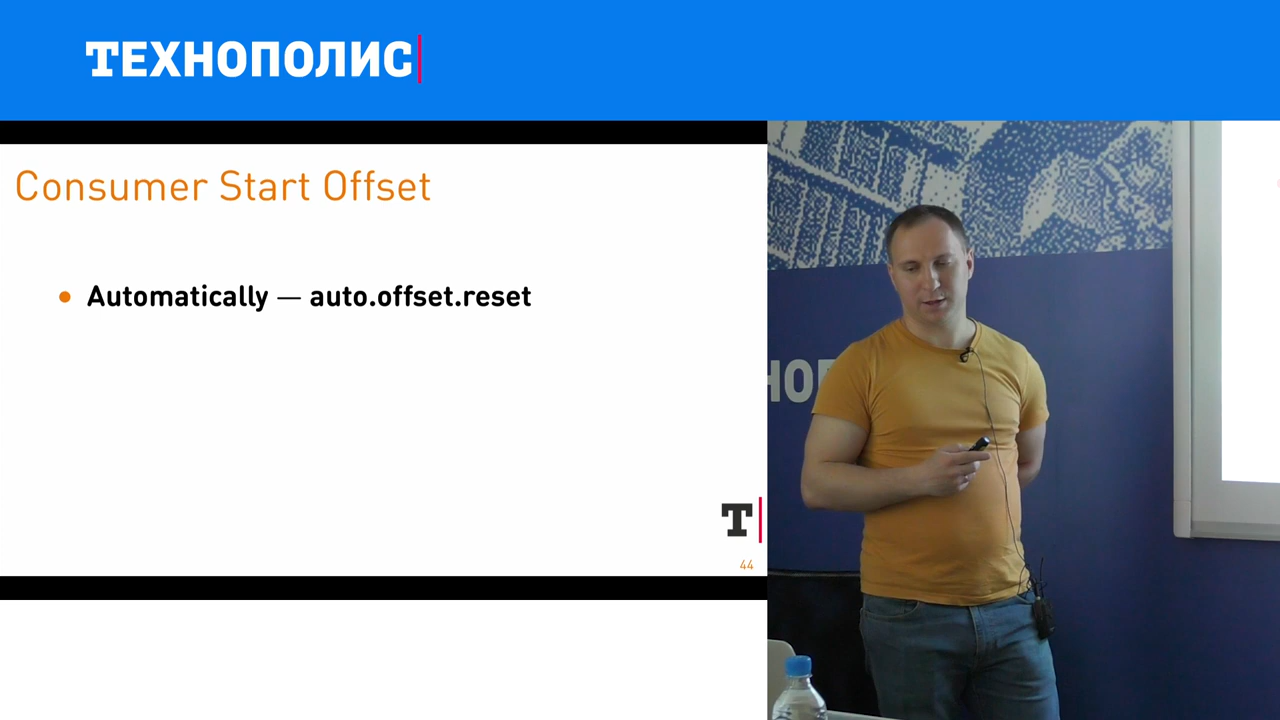 ТЕХНОПОЛИС
Consumer Start Offset
• Automatically — auto.offset.reset
Т
44